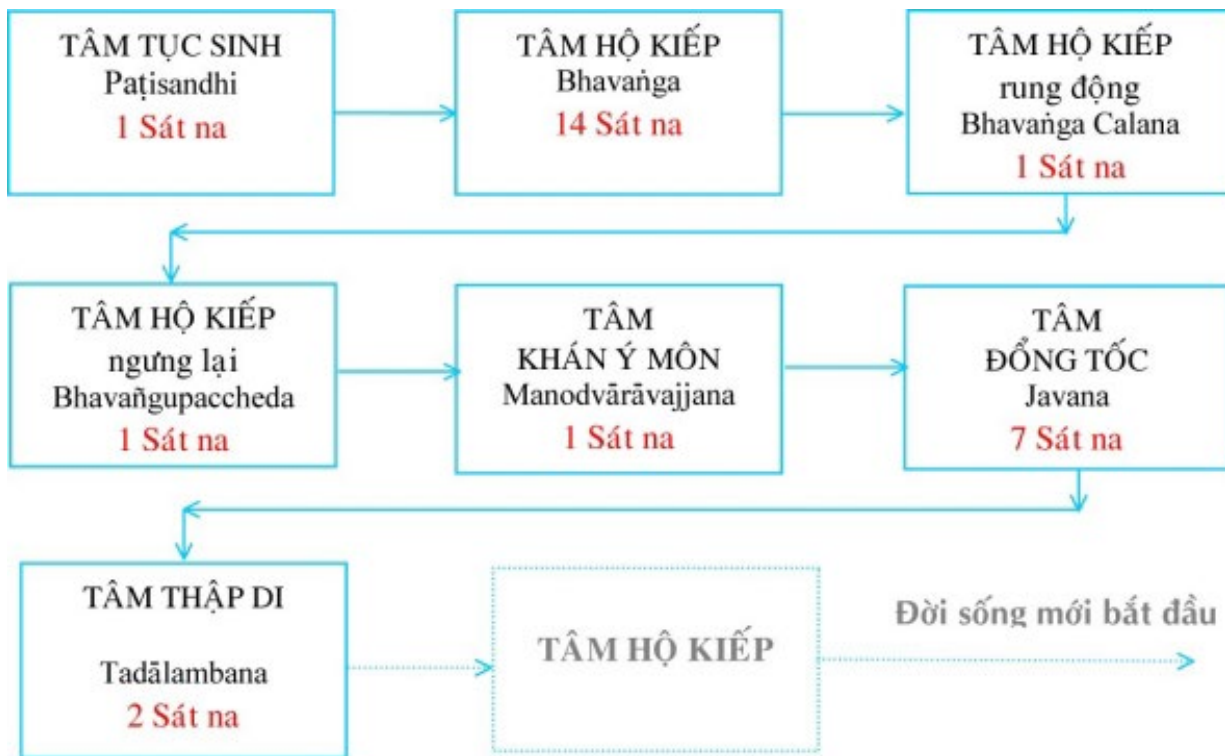 TÂM TỤC SINH
Paṭisandhi
1 Sát na
TÂM HỘ KIẾP
Bhavaṅga
14 Sát na
TÂM HỘ KIẾP
rung động
Bhavaṅga Calana
1 Sát na
TÂM HỘ KIẾP
ngưng lại
Bhavañgupaccheda
1 Sát na
TÂM
KHÁN Ý MÔN
Manodvārāvajjana
1 Sát na
TÂM
ĐỔNG TỐC
Javana
7 Sát na
TÂM THẬP DI
Tadālambana
2 Sát na
TÂM HỘ KIẾP
Đời sống mới bắt đầu